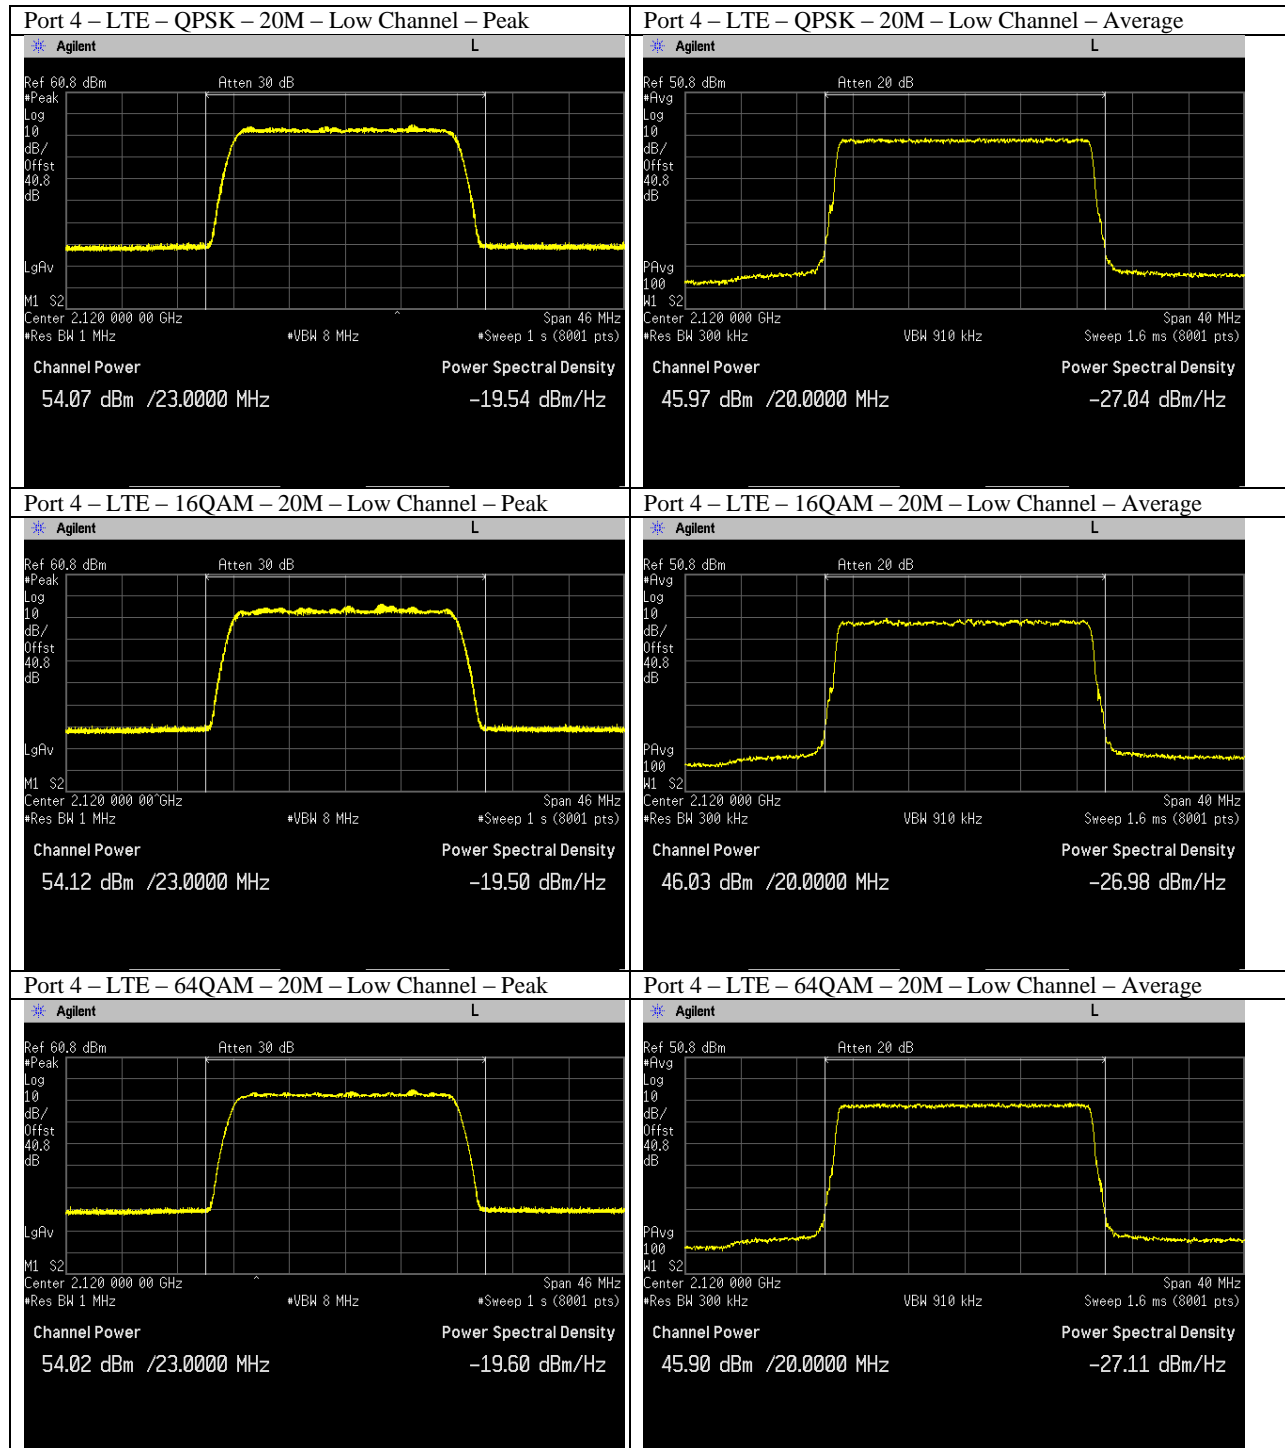 Port 4 – LTE – QPSK – 20M – Low Channel – Peak
Agilent
L
Ref 60.8 dBm
Atten 30 dB
#Peak
Log
10
dB/
Offst
40.8
dB
LgAv
M1 S2
Center 2.120 000 00 GHz
^
Span 46 MHz
#Res BW 1 MHz
#VBW 8 MHz
#Sweep 1 s (8001 pts)
Channel Power
Power Spectral Density
54.07 dBm /23.0000 MHz
-19.54 dBm/Hz
Port 4 – LTE – QPSK – 20M – Low Channel – Average
Agilent
L
Ref 50.8 dBm
Atten 20 dB
#Avg
Log
10
dB/
Offst
40.8
dB
PAvg
100
W1 S2
Center 2.120 000 GHz
Span 40 MHz
#Res BW 300 kHz
VBW 910 kHz
Sweep 1.6 ms (8001 pts)
Channel Power
Power Spectral Density
45.97 dBm /20.0000 MHz
-27.04 dBm/Hz
Port 4 – LTE – 16QAM – 20M – Low Channel – Peak
Agilent
L
Ref 60.8 dBm
Atten 30 dB
#Peak
Log
10
dB/
Offst
40.8
dB
LgAv
M1 S2
Center 2.120 000 00^GHz
Span 46 MHz
#Res BW 1 MHz
#VBW 8 MHz
#Sweep 1 s (8001 pts)
Channel Power
Power Spectral Density
54.12 dBm /23.0000 MHz
-19.50 dBm/Hz
Port 4 – LTE – 16QAM – 20M – Low Channel – Average
Agilent
L
Ref 50.8 dBm
Atten 20 dB
#Avg
Log
10
dB/
Offst
40.8
dB
PAvg
100
W1 S2
Center 2.120 000 GHz
Span 40 MHz
#Res BW 300 kHz
VBW 910 kHz
Sweep 1.6 ms (8001 pts)
Channel Power
Power Spectral Density
46.03 dBm /20.0000 MHz
-26.98 dBm/Hz
Port 4 – LTE – 64QAM – 20M – Low Channel – Peak
Agilent
L
Ref 60.8 dBm
Atten 30 dB
#Peak
Log
10
dB/
Offst
40.8
dB
LgAv
M1 S2
Center 2.120 000 00 GHz
^
Span 46 MHz
#Res BW 1 MHz
#VBW 8 MHz
#Sweep 1 s (8001 pts)
Channel Power
Power Spectral Density
54.02 dBm /23.0000 MHz
-19.60 dBm/Hz
Port 4 – LTE – 64QAM – 20M – Low Channel – Average
Agilent
L
Ref 50.8 dBm
Atten 20 dB
#Avg
Log
10
dB/
Offst
40.8
dB
PAvg
100
W1 S2
Center 2.120 000 GHz
Span 40 MHz
#Res BW 300 kHz
VBW 910 kHz
Sweep 1.6 ms (8001 pts)
Channel Power
Power Spectral Density
45.90 dBm /20.0000 MHz
-27.11 dBm/Hz